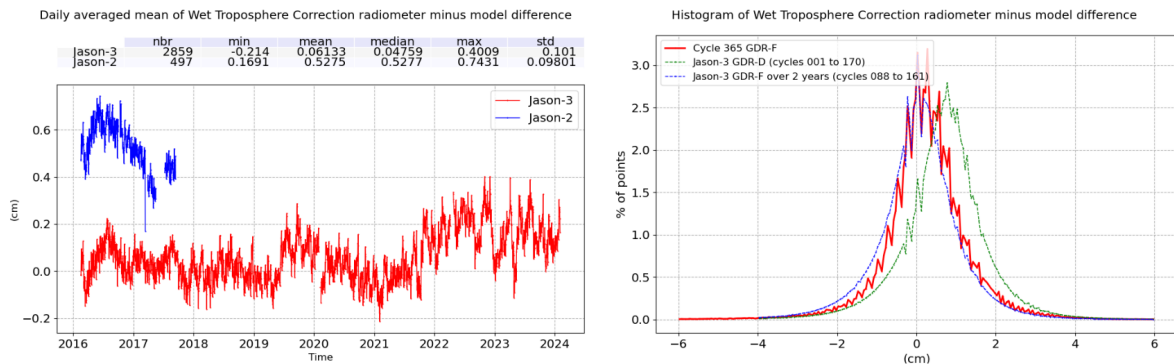 Daily averaged mean of Wet Troposphere Correction radiometer minus model difference
nbr min mean median max std
Jason-3 2859 -0.214 0.06133 0.04759 0.4009 0.101
Jason-2 497 0.1691 0.5275 0.5277 0.7431 0.09801
Jason-3
Jason-2
0.6
0.4
0.2
0.0
−0.2
(cm)
2016 2017 2018 2019 2020 2021 2022 2023 2024
Time
Histogram of Wet Troposphere Correction radiometer minus model difference
Cycle 365 GDR-F
Jason-3 GDR-D (cycles 001 to 170)
Jason-3 GDR-F over 2 years (cycles 088 to 161)
3.0
2.5
2.0
1.5
1.0
0.5
0.0
% of points
−6 −4 −2 0 2 4 6
(cm)